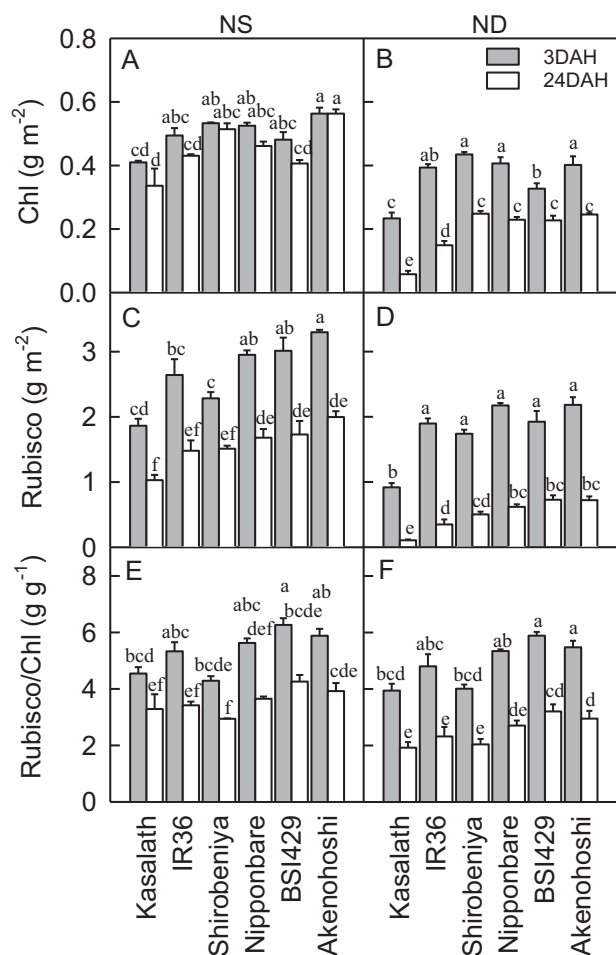 NS ND
A
B
3DAH
24DAH
Chl (g m-2)
0.8
0.6
0.4
0.2
0.0
cd d abc cd ab abc ab abc abc cd a a
c e ab d a c a c b c a c
C
D
Rubisco (g m-2)
3
2
1
0
cd f bc ef c ef ab de ab de a de
b e a d a cd a bc a bc a bc
E
F
Rubisco/Chl (g g-1)
8
6
4
2
0
bcd ef abc ef bcde f abc def a bcde ab cde
bcd e abc e bcd e ab de a cd a d
Kasalath
IR36
Shirobeniya
Nipponbare
BSI429
Akenohoshi
Kasalath
IR36
Shirobeniya
Nipponbare
BSI429
Akenohoshi